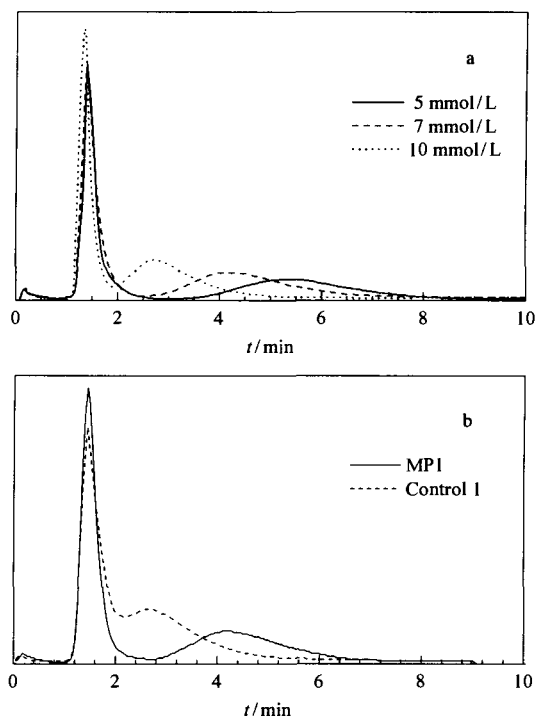 a
5 mmol/L
7 mmol/L
10 mmol/L
0 2 4 6 8 10
t/min
b
MP1
Control 1
0 2 4 6 8 10
t/min